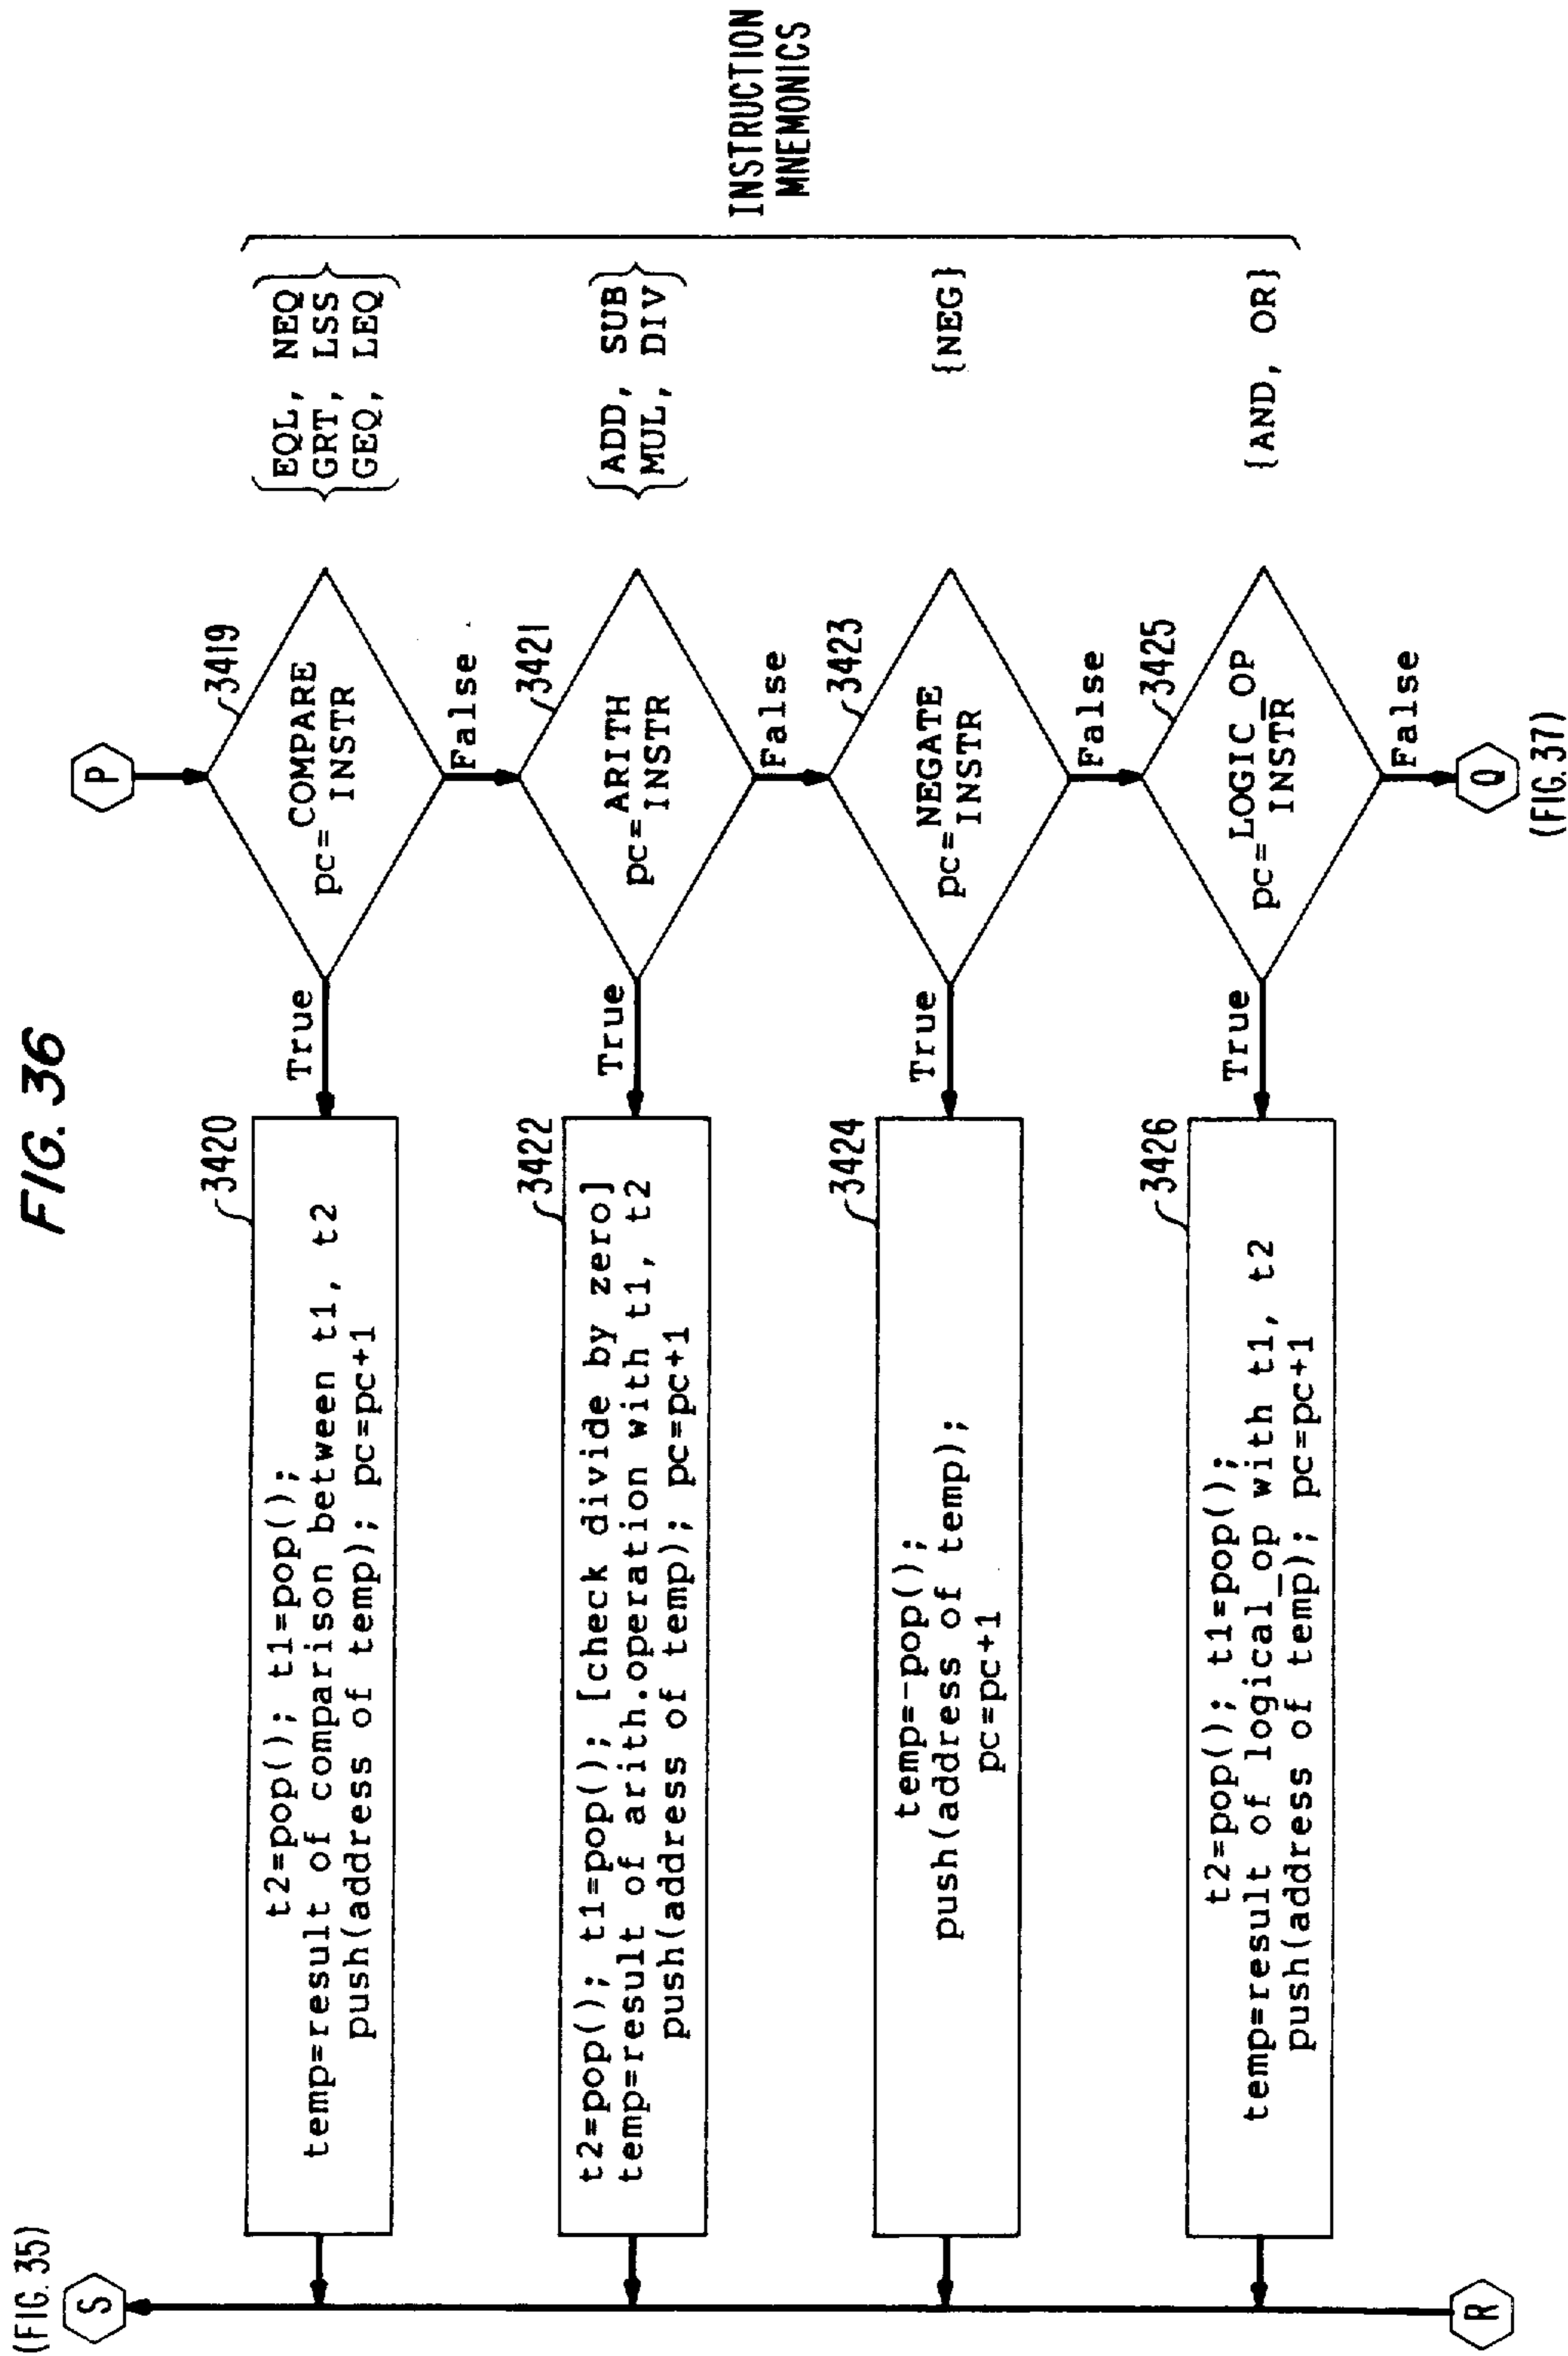 FIG. 36
(FIG. 35)
S
P
3420
t2=pop(); t1=pop();
temp=result of comparison between t1, t2
push(address of temp); pc=pc+1
True
3419
pc=COMPARE
INSTR
False
EQL, NEQ
GRT, LSS
GEQ, LEQ
3422
t2=pop(); t1=pop(); [check divide by zero]
temp=result of arith.operation with t1, t2
push(address of temp); pc=pc+1
True
3421
pc=ARITH
INSTR
False
{ADD, SUB
MUL, DIV}
3424
temp=-pop();
push(address of temp);
pc=pc+1
True
3423
pc=NEGATE
INSTR
False
{NEG}
3426
t2=pop(); t1=pop();
temp=result of logical_op with t1, t2
push(address of temp); pc=pc+1
True
3425
pc=LOGIC_OP
INSTR
False
{AND, OR}
INSTRUCTION
MNEMONICS
R
Q
(FIG. 37)